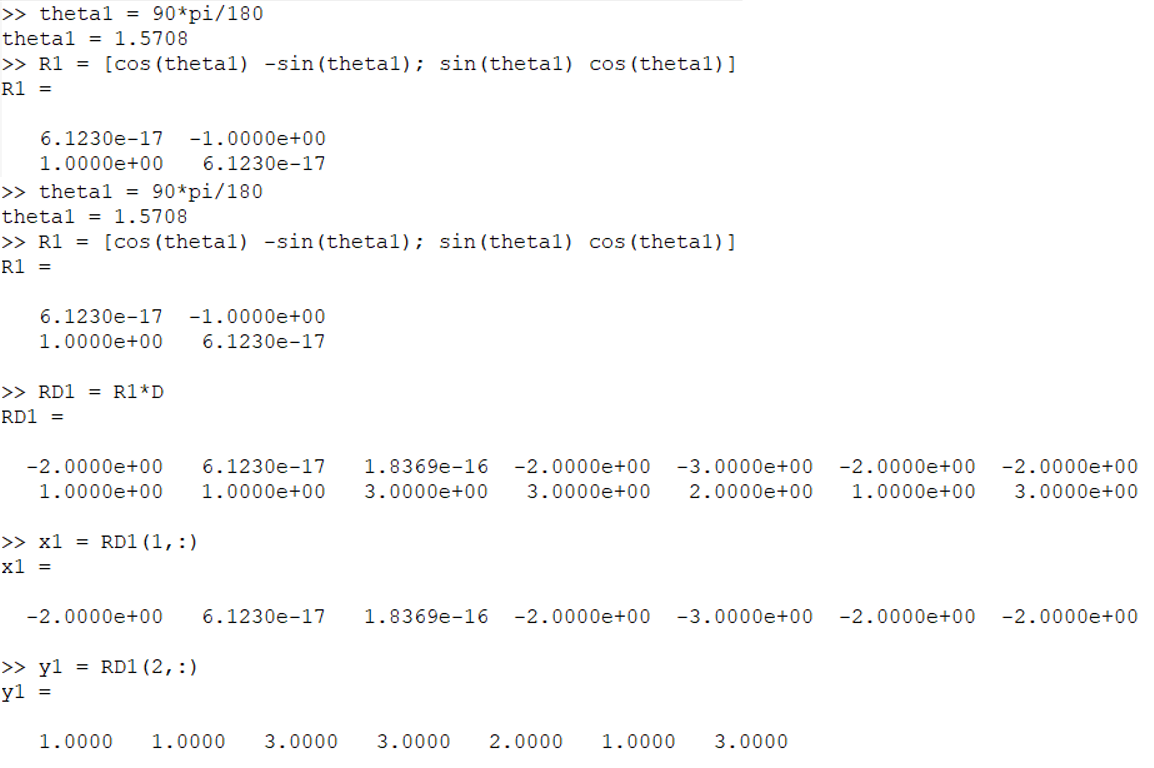 >> theta1 = 90*pi/180
theta1 = 1.5708
>> R1 = [cos(theta1) -sin(theta1); sin(theta1) cos(theta1)]
R1 =
6.1230e-17 -1.0000e+00
1.0000e+00 6.1230e-17
>> theta1 = 90*pi/180
theta1 = 1.5708
>> R1 = [cos(theta1) -sin(theta1); sin(theta1) cos(theta1)]
R1 =
6.1230e-17 -1.0000e+00
1.0000e+00 6.1230e-17
>> RD1 = R1*D
RD1 =
-2.0000e+00 6.1230e-17 1.8369e-16 -2.0000e+00 -3.0000e+00 -2.0000e+00 -2.0000e+00
1.0000e+00 1.0000e+00 3.0000e+00 3.0000e+00 2.0000e+00 1.0000e+00 3.0000e+00
>> x1 = RD1(1,:)
x1 =
-2.0000e+00 6.1230e-17 1.8369e-16 -2.0000e+00 -3.0000e+00 -2.0000e+00 -2.0000e+00
>> y1 = RD1(2,:)
y1 =
1.0000 1.0000 3.0000 3.0000 2.0000 1.0000 3.0000